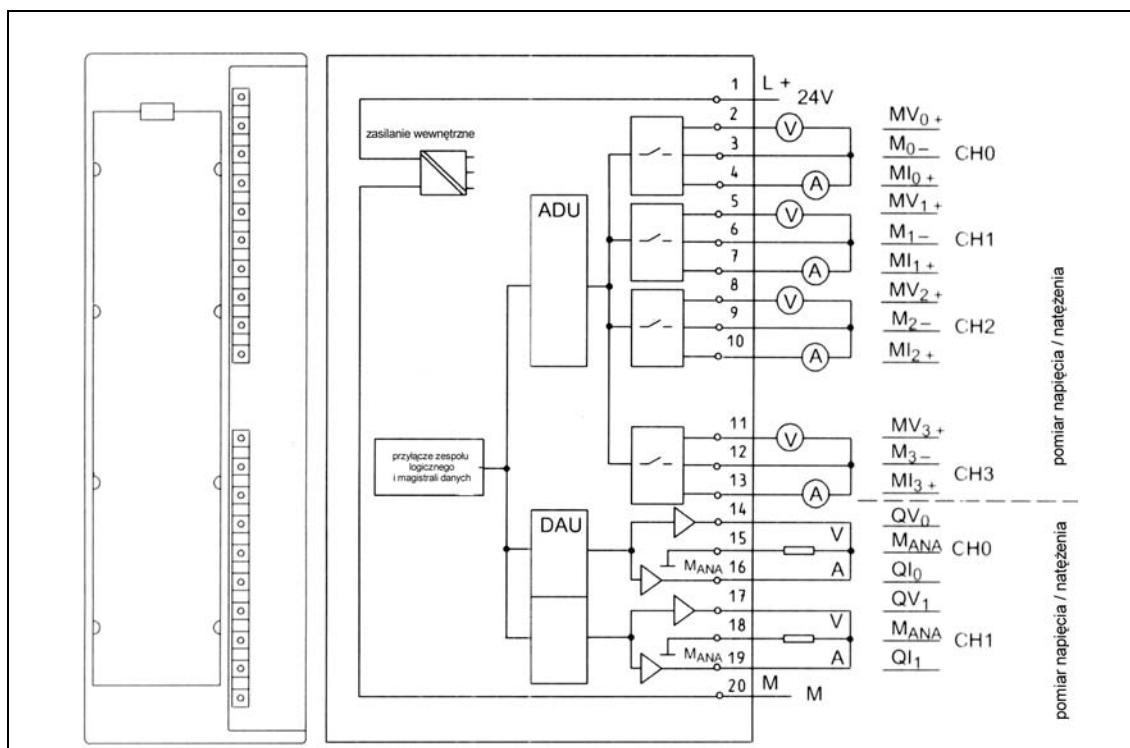 1 L +
24V
zasilanie wewnętrzne
2 MV0 +
3 M0 − CH0
4 MI0 +
V
A
ADU
5 MV1 +
6 M1 − CH1
7 MI1 +
V
A
8 MV2 +
9 M2 − CH2
10 MI2 +
V
A
11 MV3 +
12 M3 −
13 MI3 + CH3
V
A
pomiar napięcia / natężenia
przyłącze zespołu
logicznego
i magistrali danych
DAU
14 QV0
V
15 MANA CH0
MANA 16 A QI0
17 QV1
V
18 MANA CH1
MANA 19 A QI1
20 M
M
pomiar napięcia / natężenia